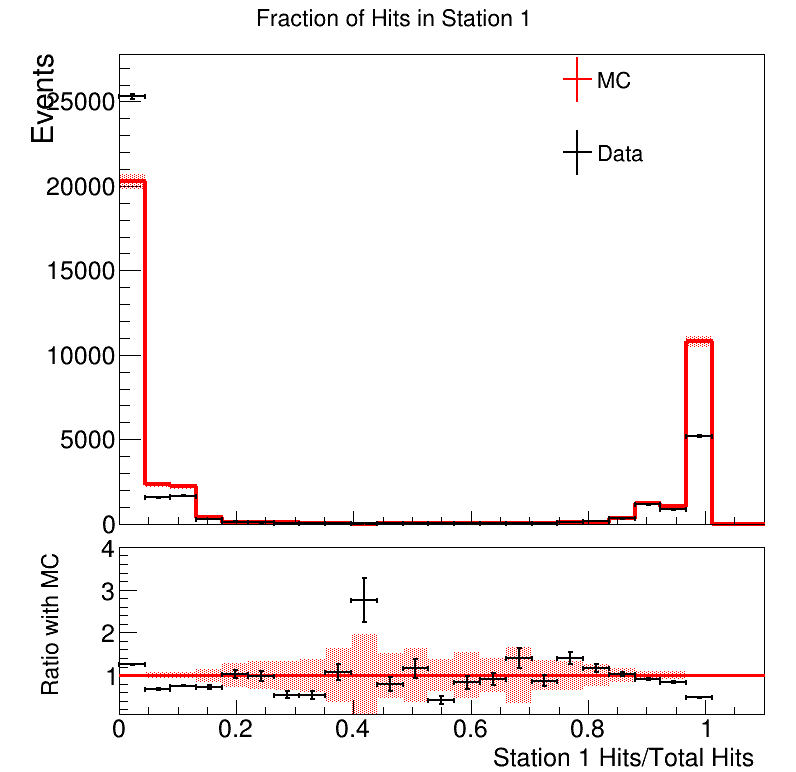 Fraction of Hits in Station 1
Events
25000
20000
15000
10000
5000
0
MC
Data
Ratio with MC
4
3
2
1
0
0.2
0.4
0.6
0.8
1
Station 1 Hits/Total Hits